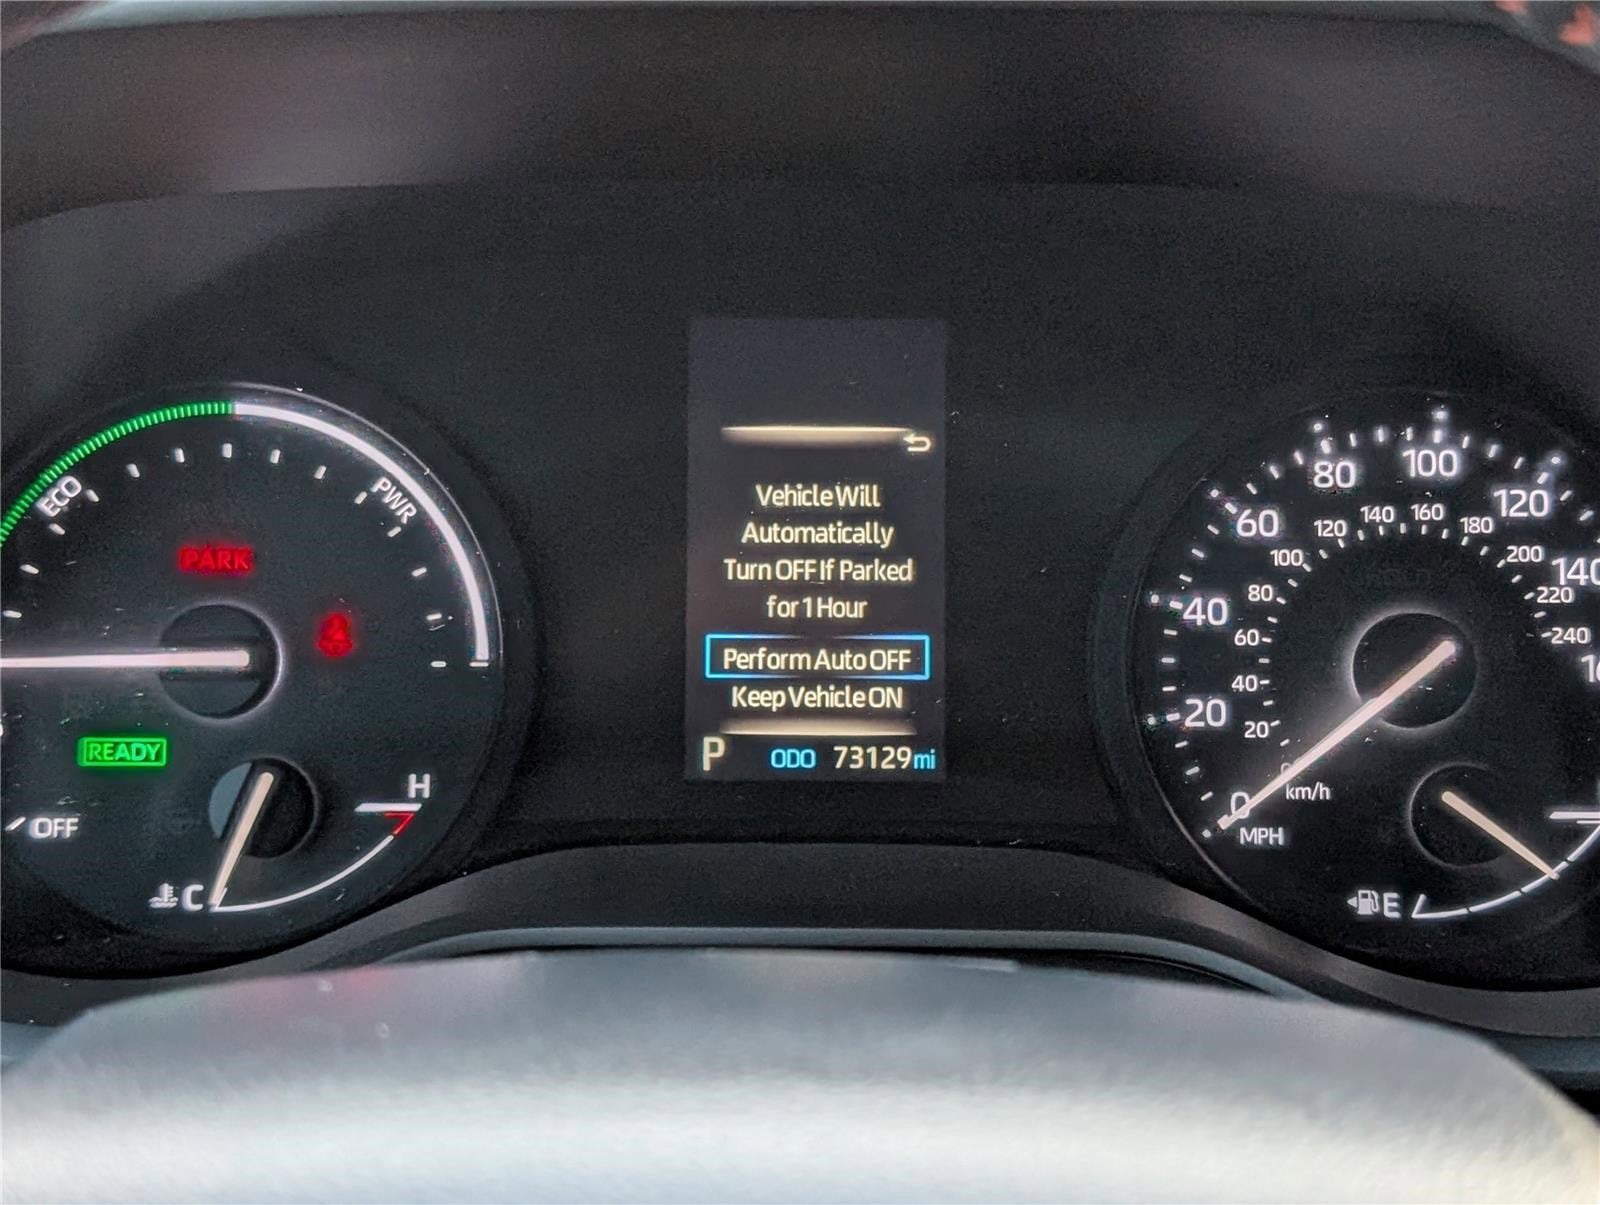 ECO
PWR
PARK
READY
OFF
H
C
Vehicle Will
Automatically
Turn OFF If Parked
for 1 Hour
Perform Auto OFF
Keep Vehicle ON
P ODO 73129 mi
0
20
40
60
80
100
120
140
20
40
60
80
100
120
140
160
180
200
220
240
km/h
MPH
E